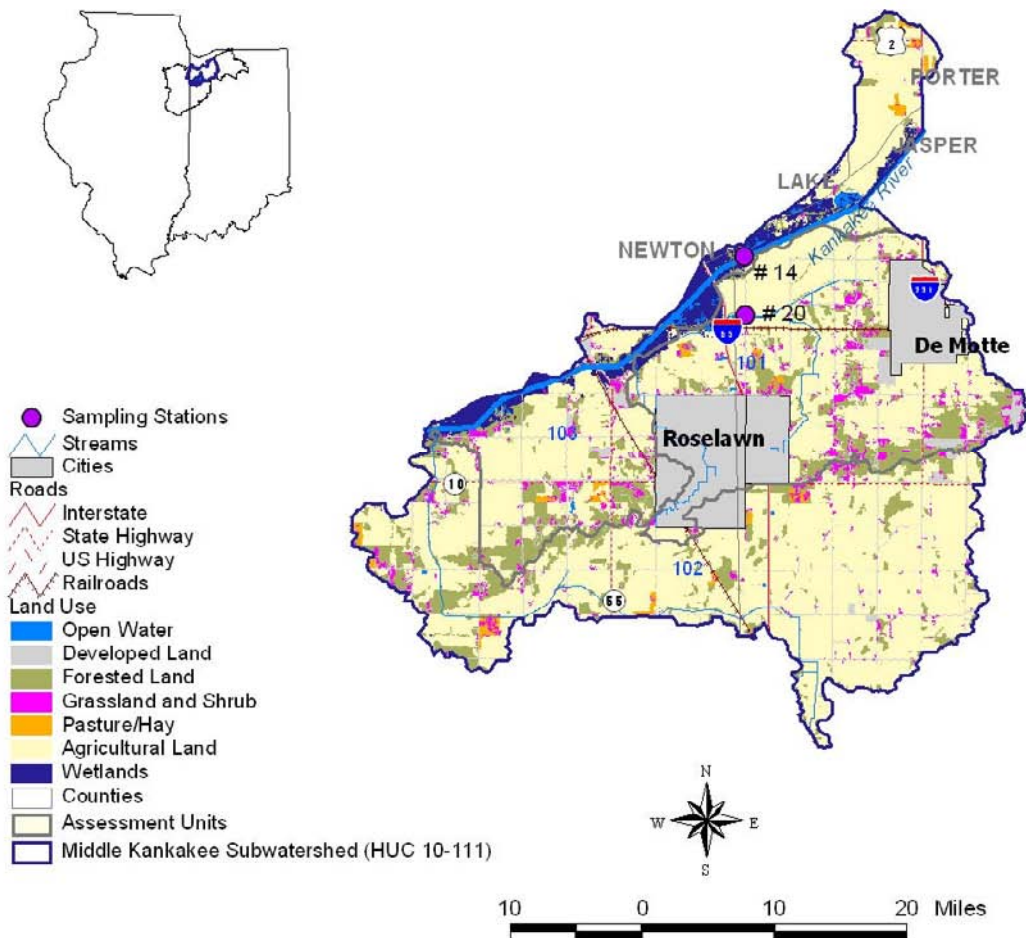 2
PORTER
JASPER
LAKE
Kankakee River
NEWTON
# 14
# 20
De Motte
101
Roselawn
10
102
55
Sampling Stations
Streams
Cities
Roads
Interstate
State Highway
US Highway
Railroads
Land Use
Open Water
Developed Land
Forested Land
Grassland and Shrub
Pasture/Hay
Agricultural Land
Wetlands
Counties
Assessment Units
Middle Kankakee Subwatershed (HUC 10-111)
N
W E
S
10 0 10 20 Miles